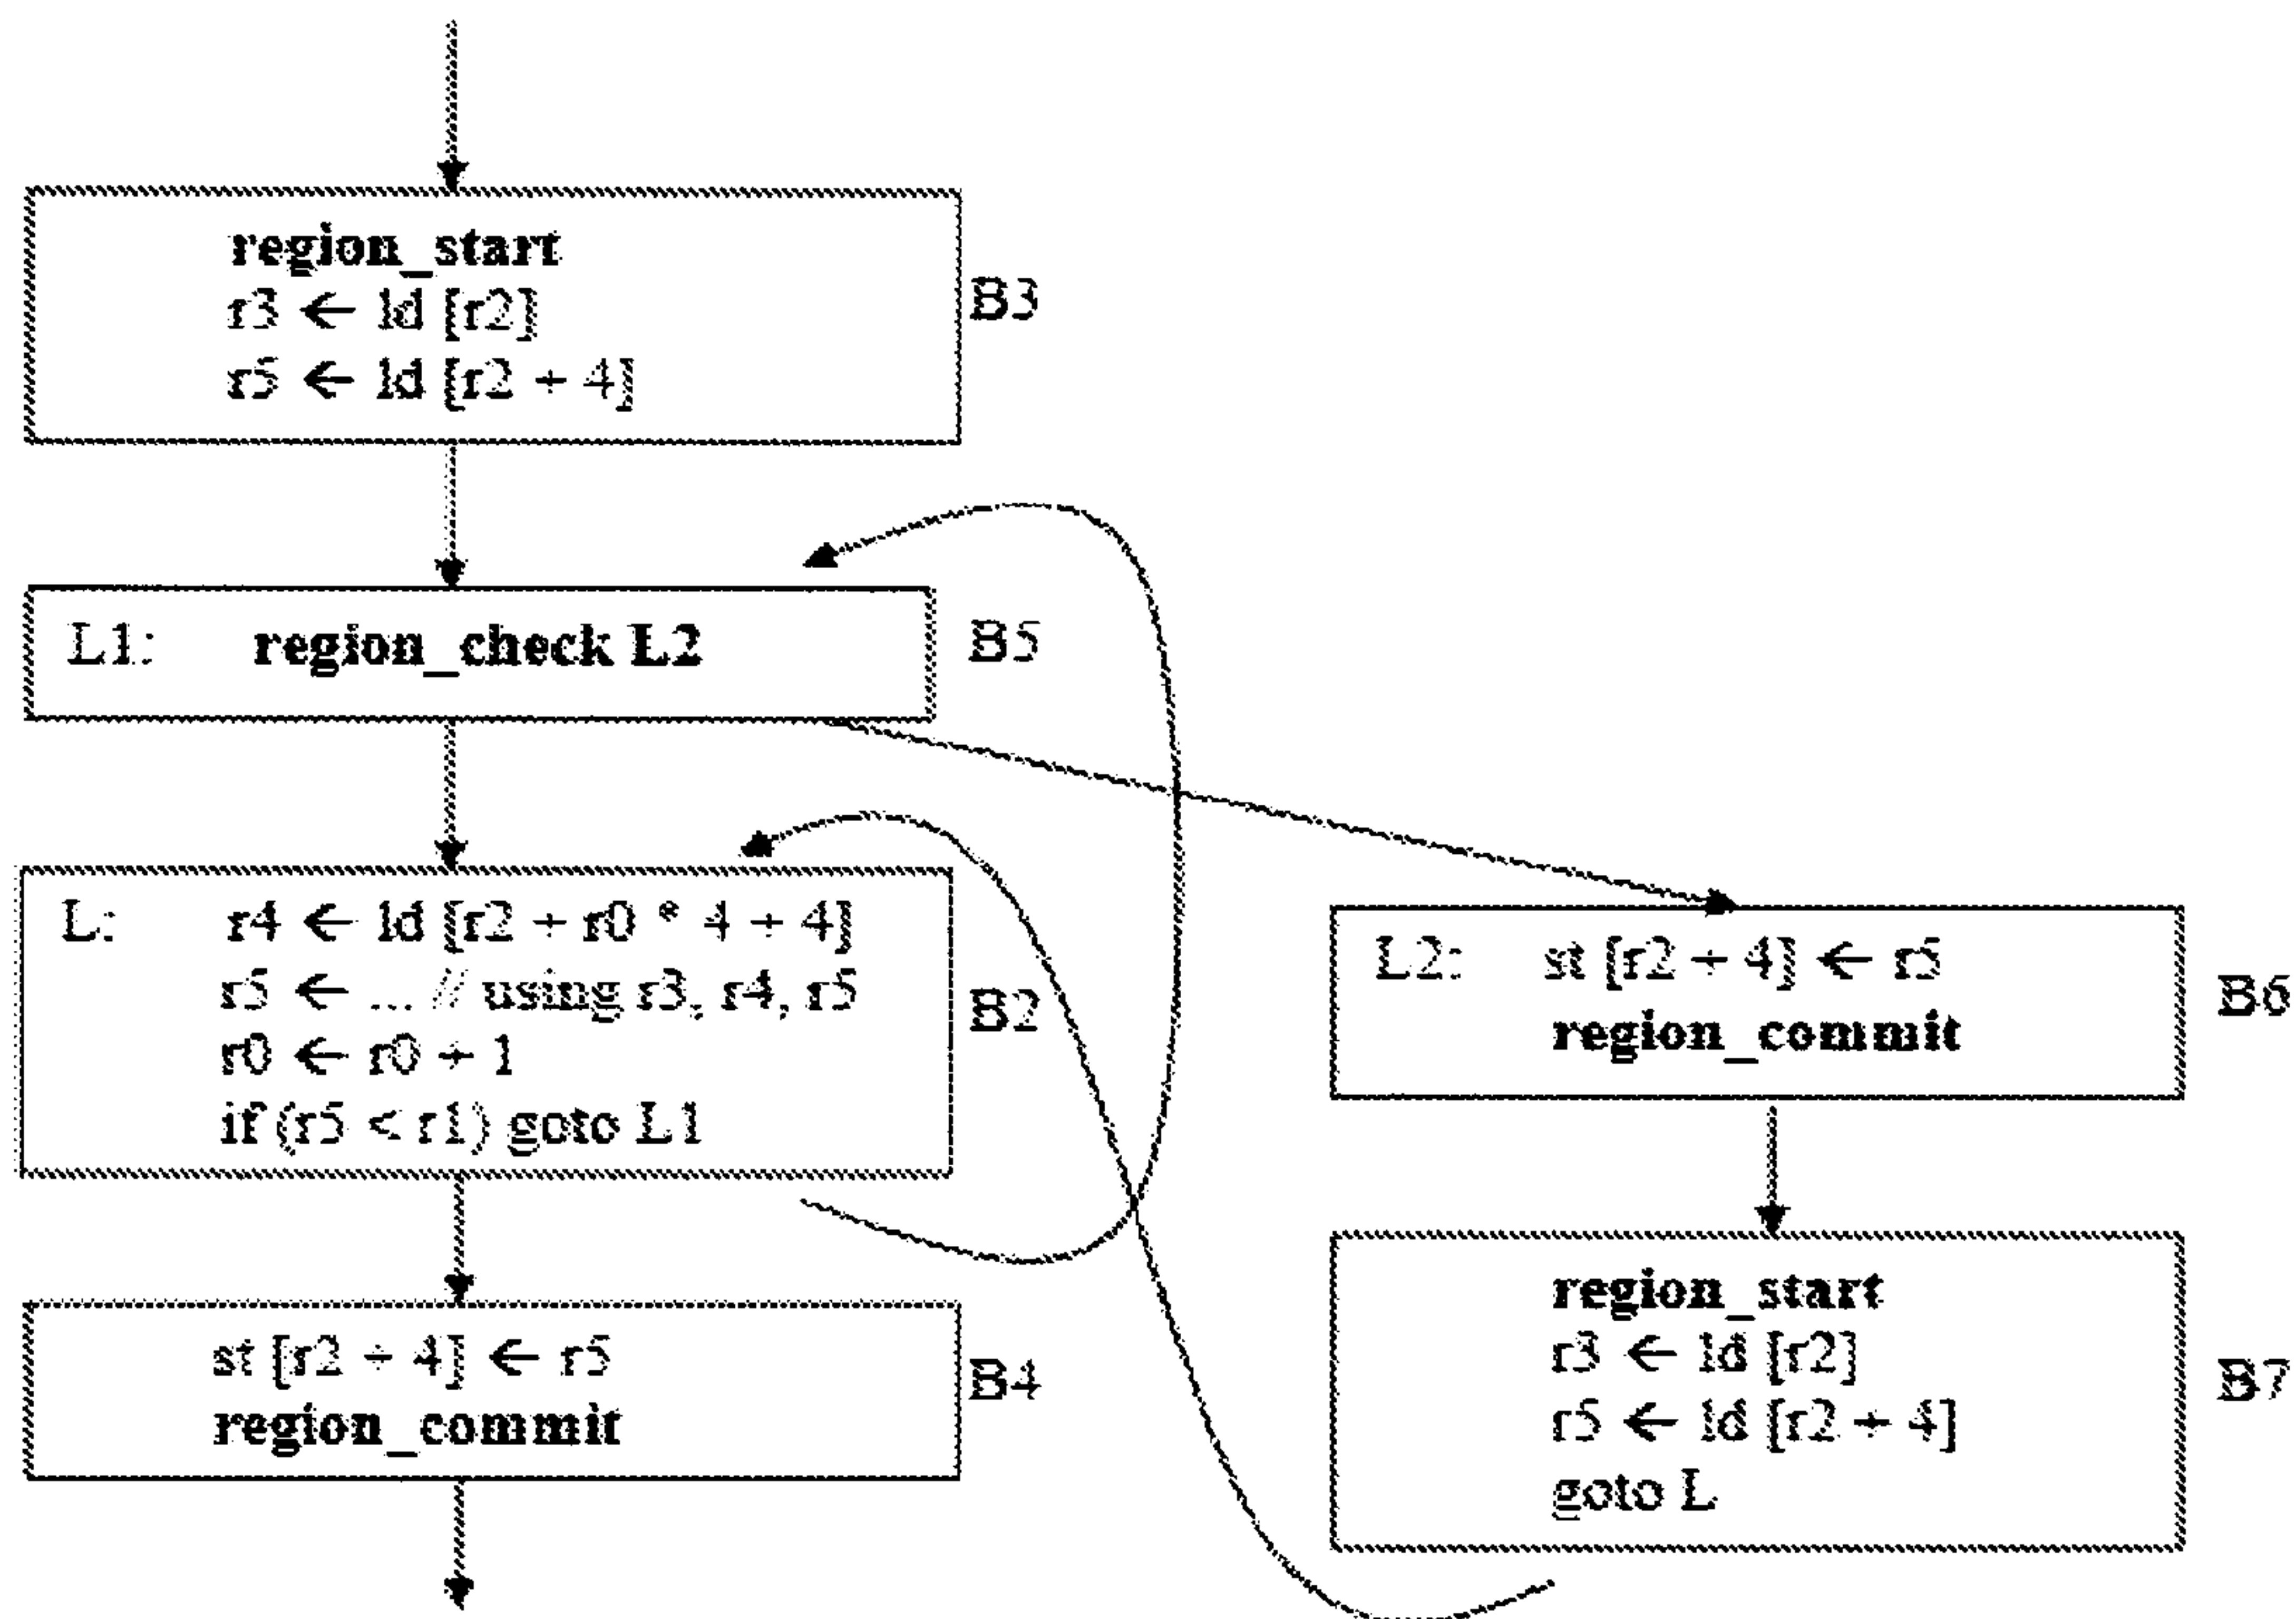 region_start
r3 ← ld [r2]
r5 ← ld [r2 + 4]
B3
L1: region_check L2
B5
L: r4 ← ld [r2 + r0 * 4 + 4]
r5 ← ... // using r3, r4, r5
r0 ← r0 + 1
if (r5 < r1) goto L1
B2
L2: st [r2 + 4] ← r5
region_commit
B6
st [r2 + 4] ← r5
region_commit
B4
region_start
r3 ← ld [r2]
r5 ← ld [r2 + 4]
goto L
B7